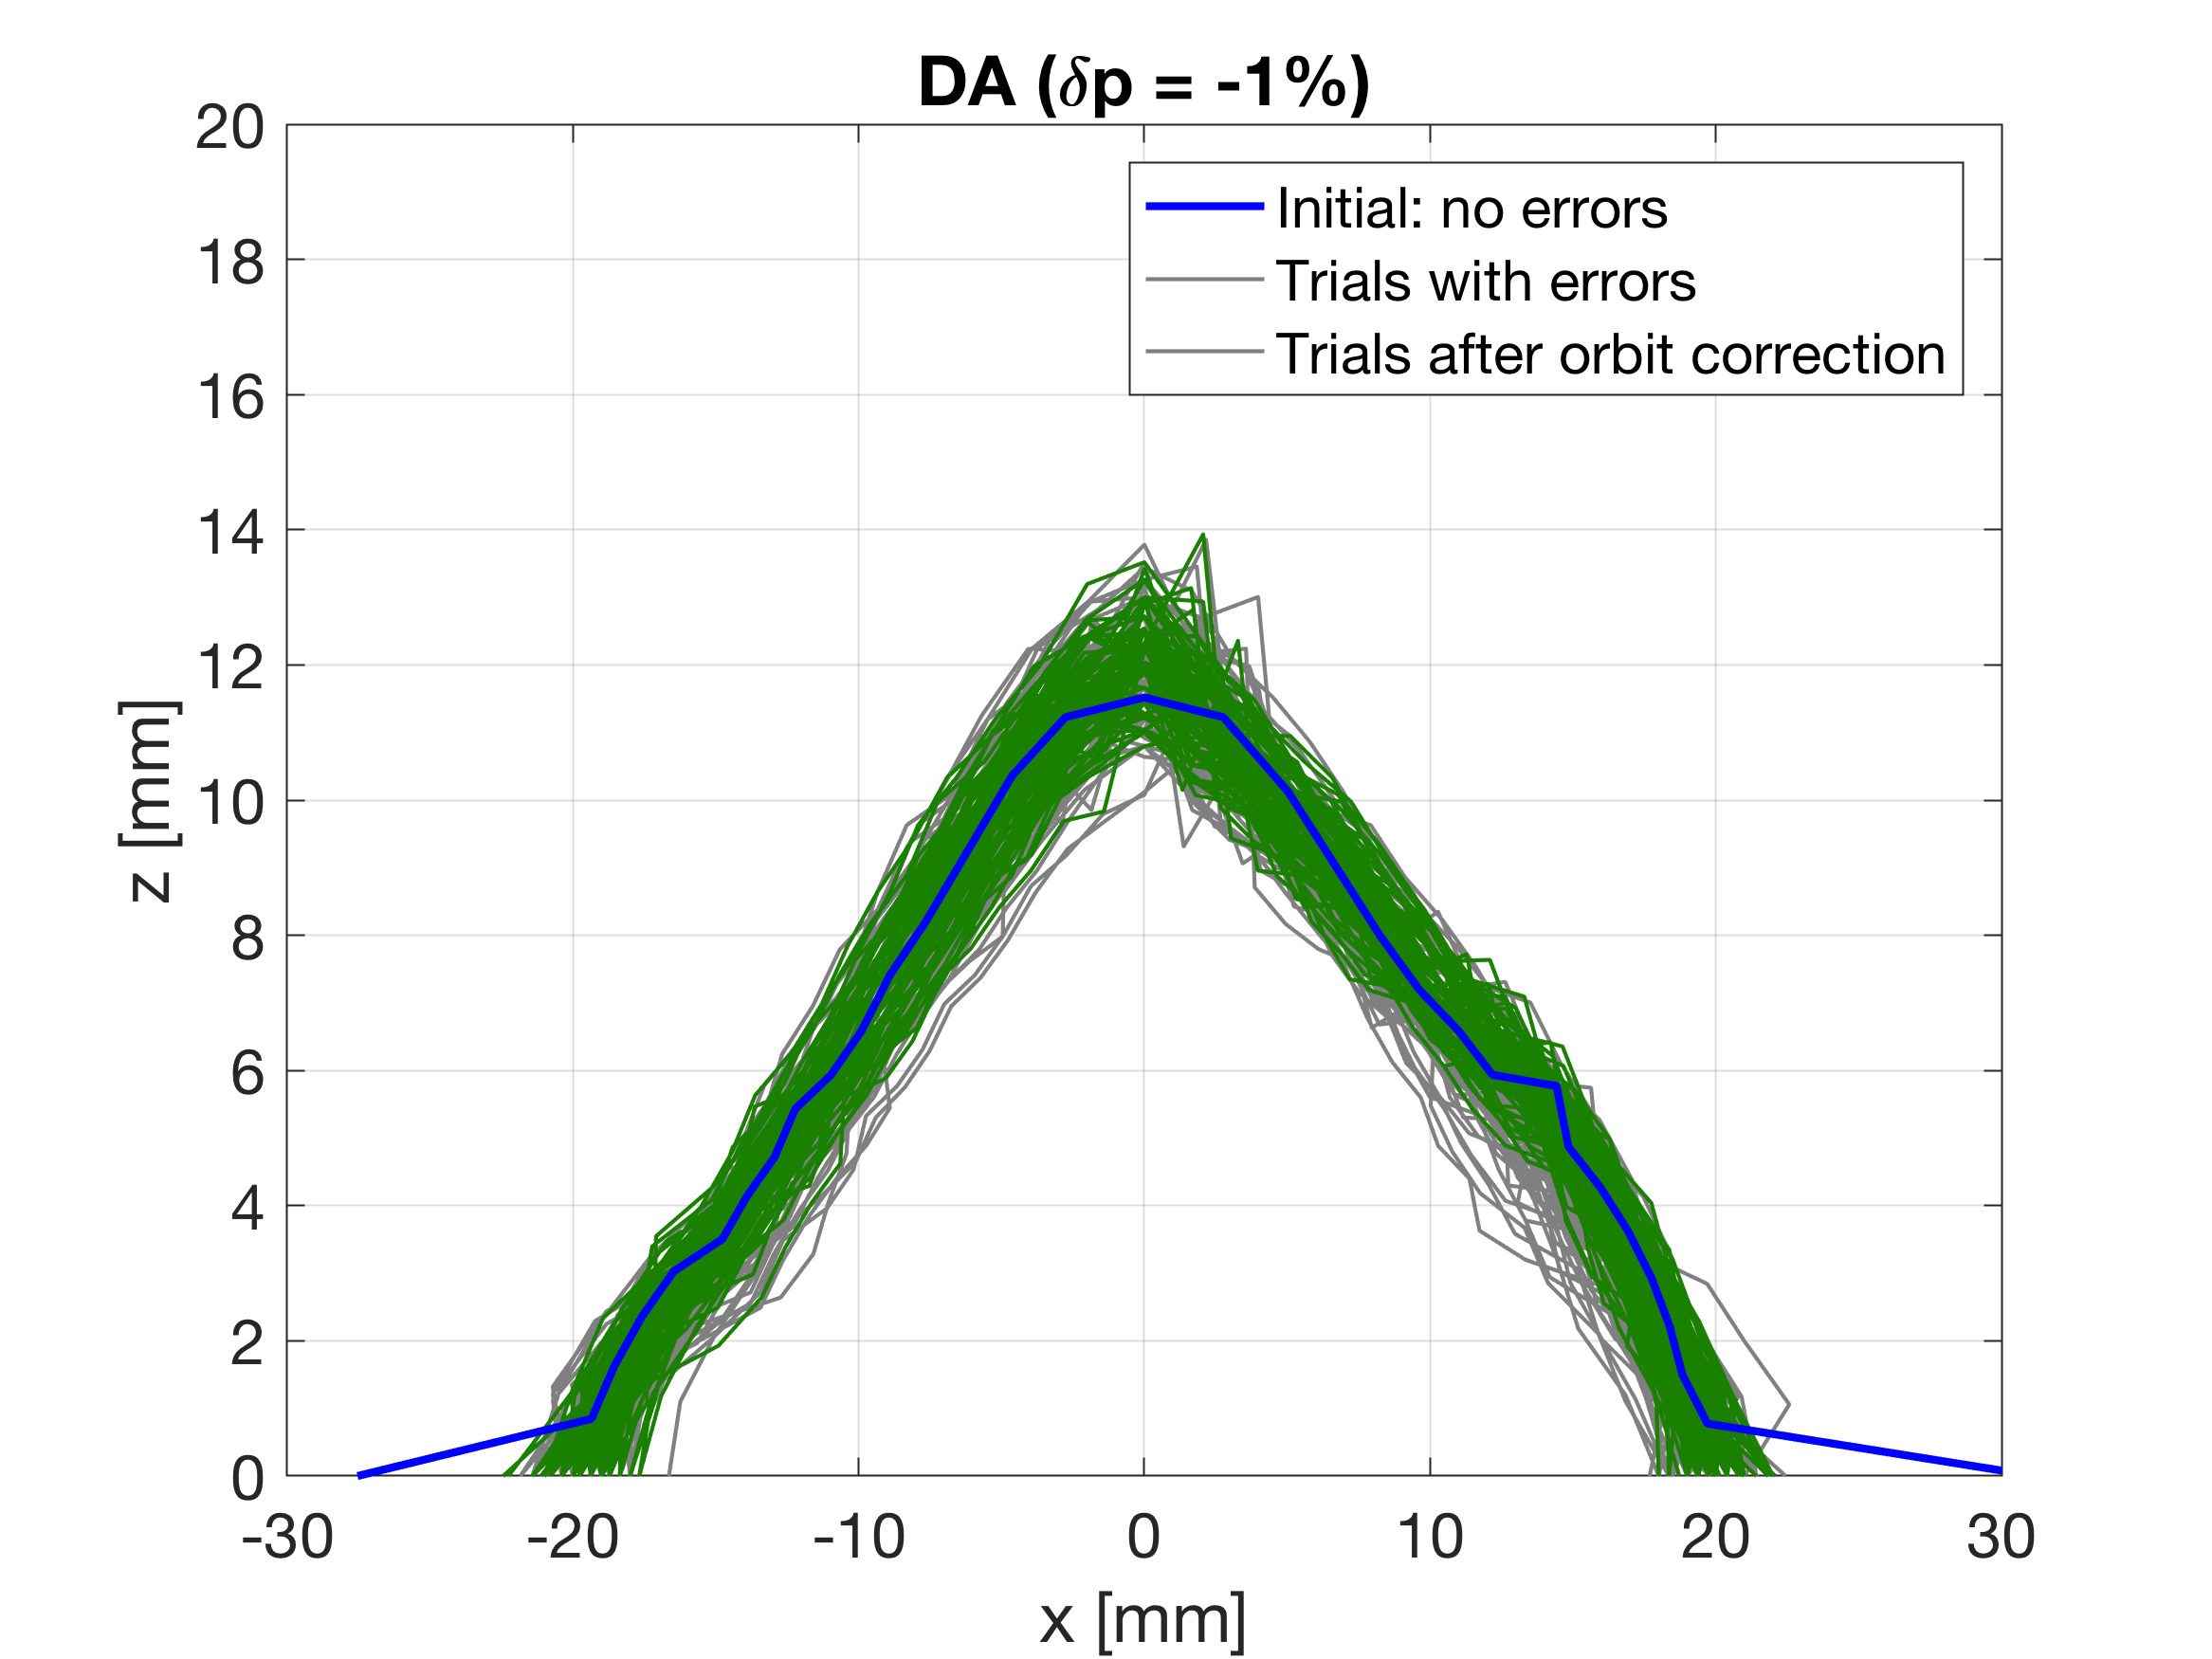 DA (δp = -1%)
20
18
16
14
12
10
8
6
4
2
0
z [mm]
Initial: no errors
Trials with errors
Trials after orbit correction
-30 -20 -10 0 10 20 30
x [mm]